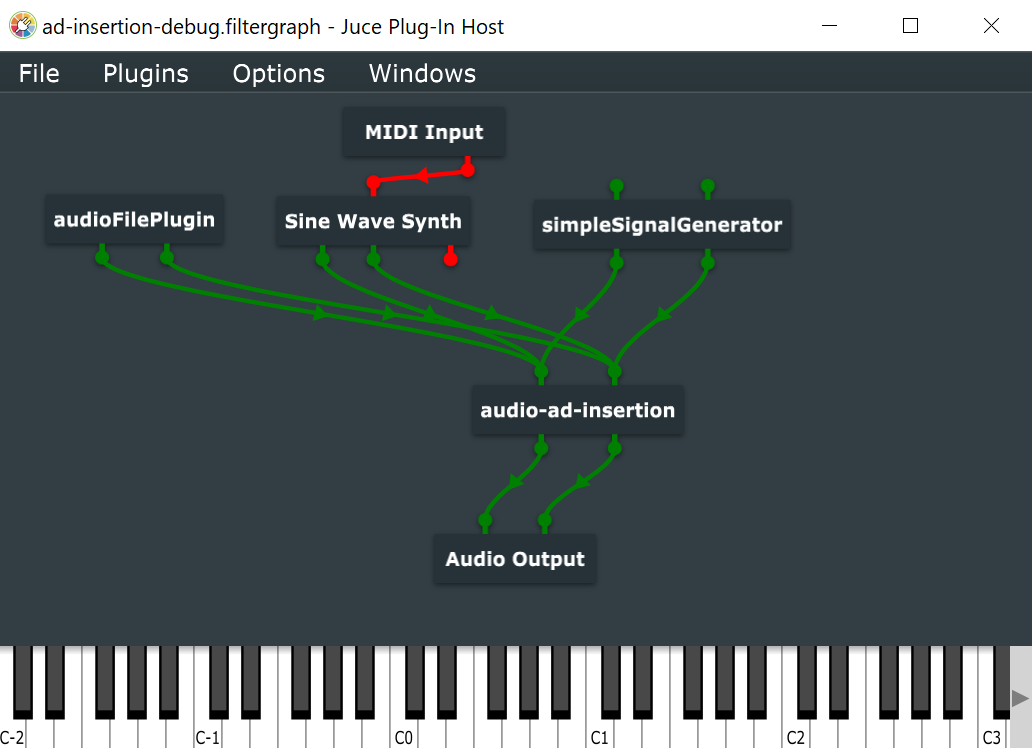 ad-insertion-debug.filtergraph - Juce Plug-In Host
File Plugins Options Windows
MIDI Input
audioFilePlugin Sine Wave Synth simpleSignalGenerator
audio-ad-insertion
Audio Output
C-2 C-1 C0 C1 C2 C3